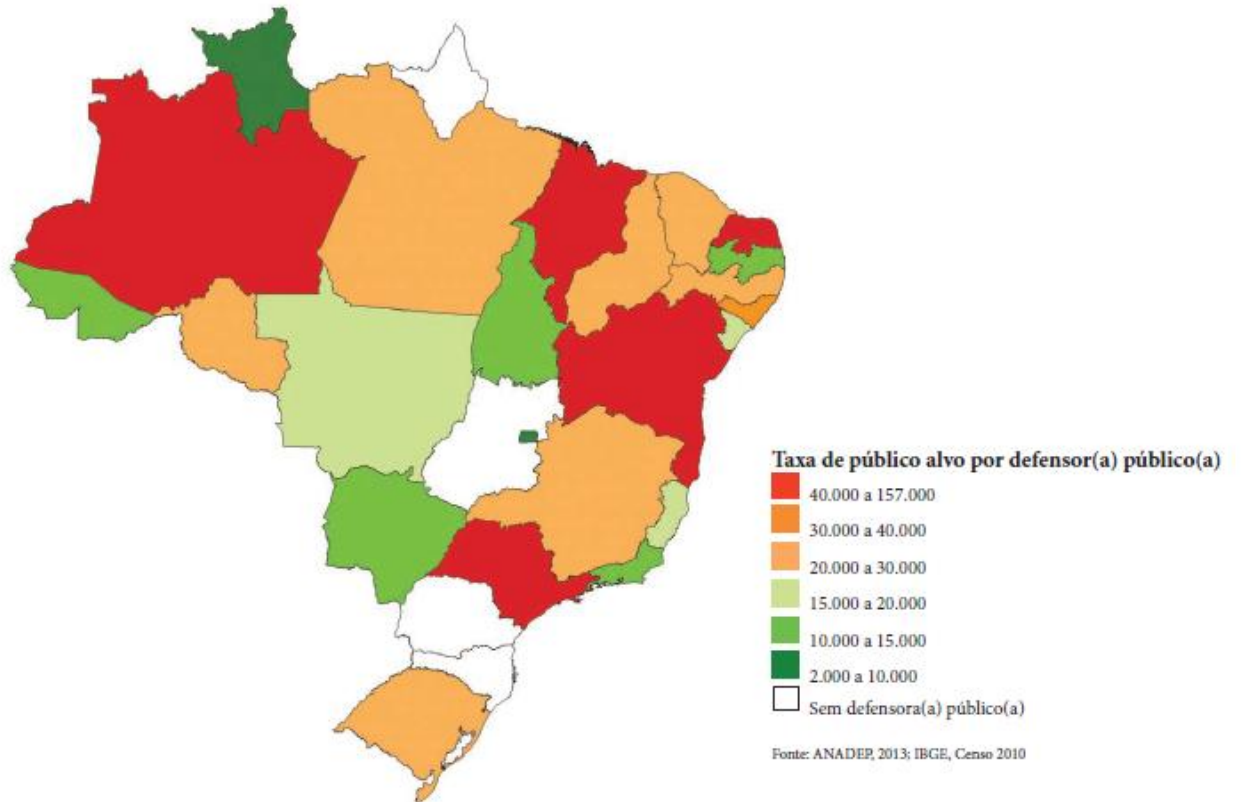 Taxa de público alvo por defensor(a) público(a)
40.000 a 157.000
30.000 a 40.000
20.000 a 30.000
15.000 a 20.000
10.000 a 15.000
2.000 a 10.000
Sem defensora(a) público(a)
Fonte: ANADEP, 2013; IBGE, Censo 2010